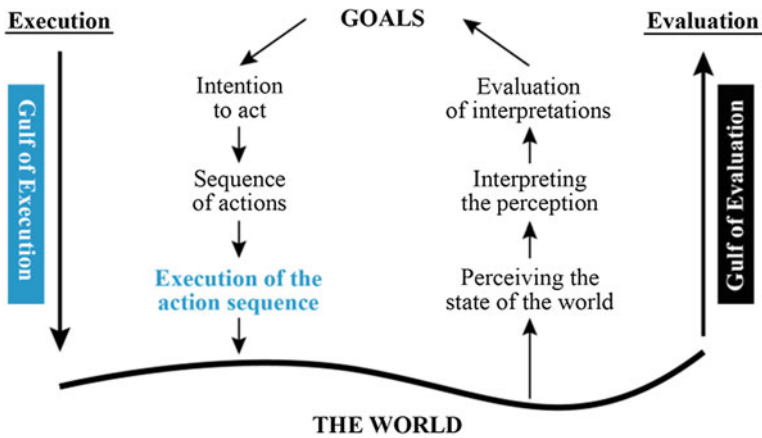 Execution
GOALS
Evaluation
Gulf of Execution
Intention
to act
Sequence
of actions
Execution of the
action sequence
Evaluation
of interpretations
Interpreting
the perception
Perceiving the
state of the world
Gulf of Evaluation
THE WORLD